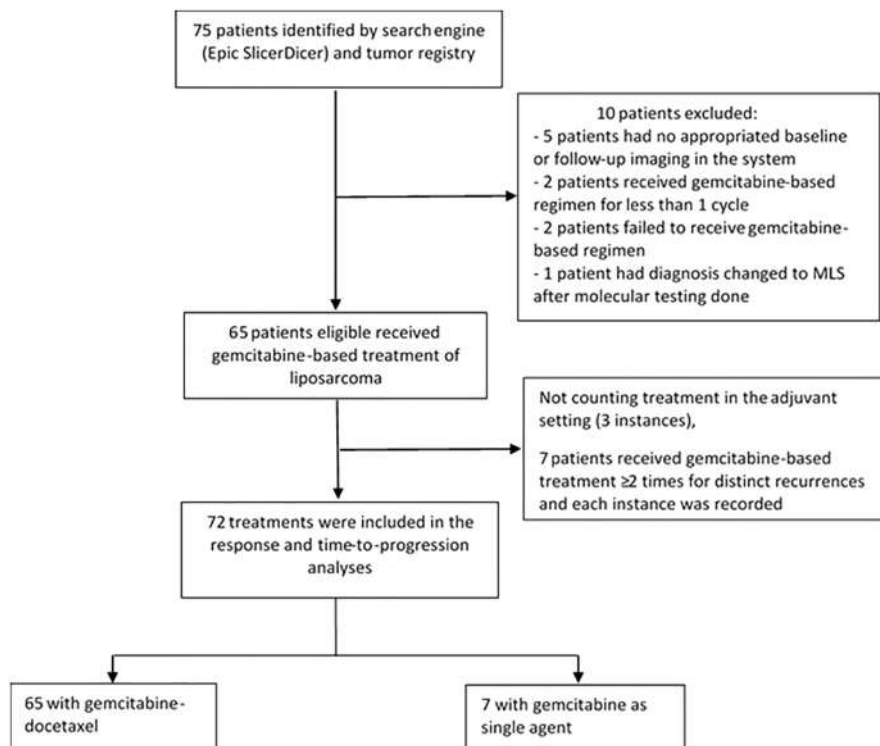 75 patients identified by search engine
(Epic SlicerDicer) and tumor registry
10 patients excluded:
- 5 patients had no appropriated baseline
or follow-up imaging in the system
- 2 patients received gemcitabine-based
regimen for less than 1 cycle
- 2 patients failed to receive gemcitabine-
based regimen
- 1 patient had diagnosis changed to MLS
after molecular testing done
65 patients eligible received
gemcitabine-based treatment of
liposarcoma
Not counting treatment in the adjuvant
setting (3 instances),
7 patients received gemcitabine-based
treatment ≥2 times for distinct recurrences
and each instance was recorded
72 treatments were included in the
response and time-to-progression
analyses
65 with gemcitabine-
docetaxel
7 with gemcitabine as
single agent